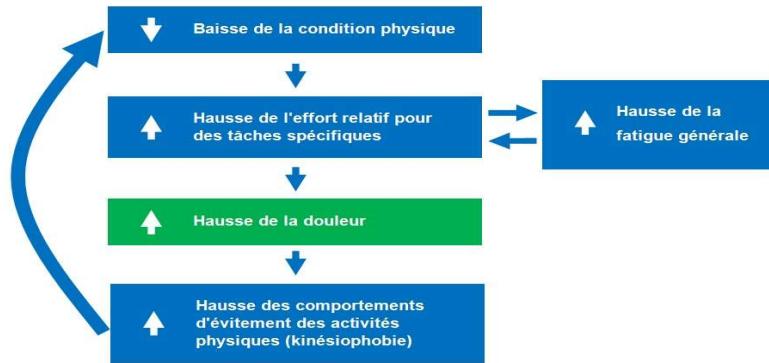 Baisse de la condition physique
Hausse de l'effort relatif pour
des tâches spécifiques
Hausse de la
fatigue générale
Hausse de la douleur
Hausse des comportements
d'évitement des activités
physiques (kinésiophobie)